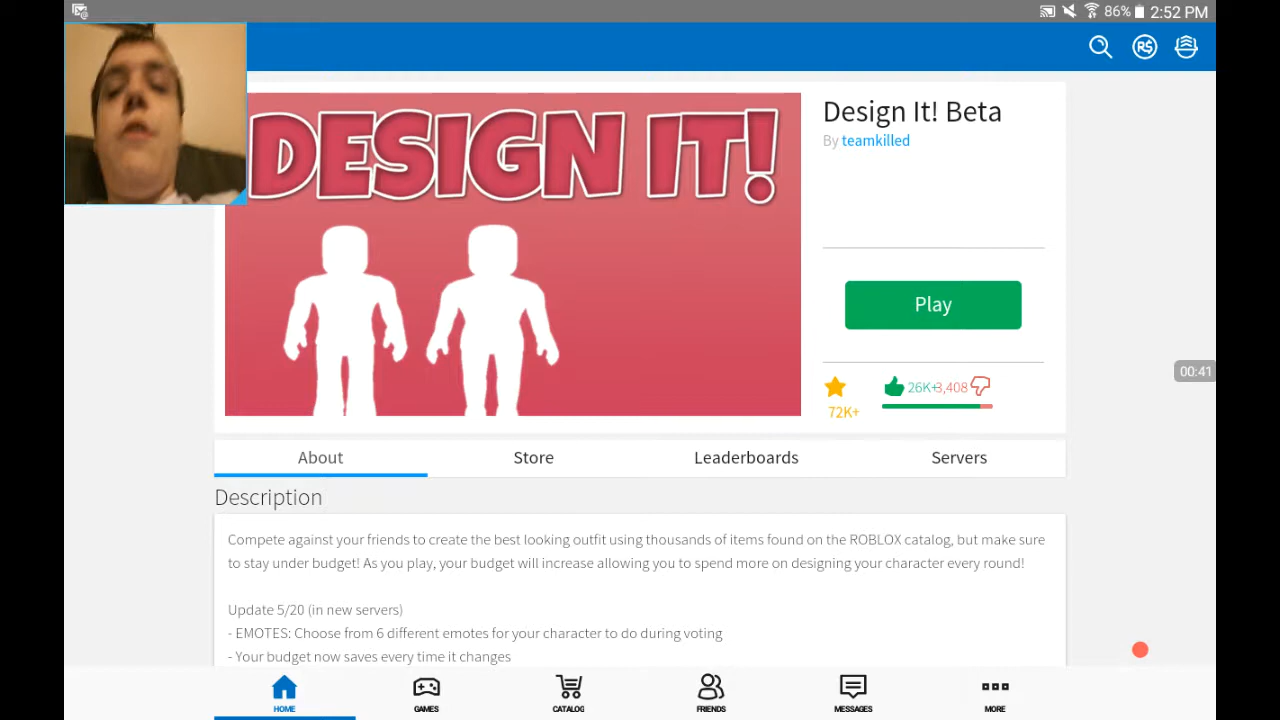 86% 2:52 PM
R$
DESIGN IT!
Design It! Beta
By teamkilled
Play
72K+
26K+
3,408
00:41
About Store Leaderboards Servers
Description
Compete against your friends to create the best looking outfit using thousands of items found on the ROBLOX catalog, but make sure
to stay under budget! As you play, your budget will increase allowing you to spend more on designing your character every round!
Update 5/20 (in new servers)
- EMOTES: Choose from 6 different emotes for your character to do during voting
- Your budget now saves every time it changes
HOME GAMES CATALOG FRIENDS MESSAGES MORE